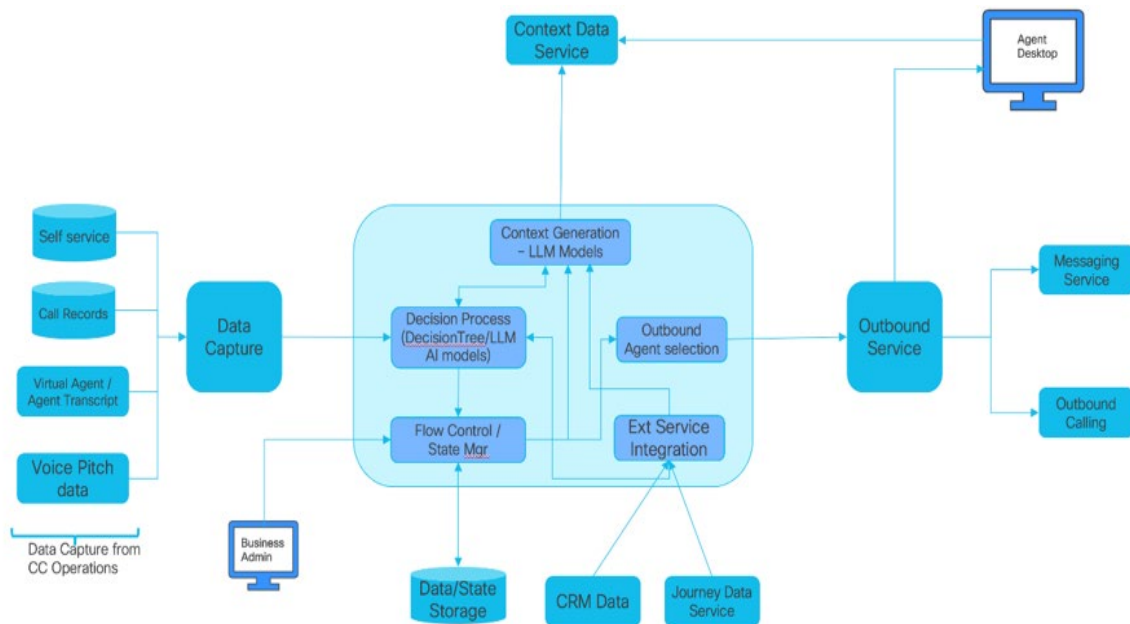 Context Data
Service
Agent
Desktop
Self service
Call Records
Virtual Agent /
Agent Transcript
Voice Pitch
data
Data Capture from
CC Operations
Data
Capture
Business
Admin
Context Generation
– LLM Models
Decision Process
(DecisionTree/LLM
AI models)
Flow Control /
State Mgr
Outbound
Agent selection
Ext Service
Integration
Data/State
Storage
CRM Data
Journey Data
Service
Outbound
Service
Messaging
Service
Outbound
Calling